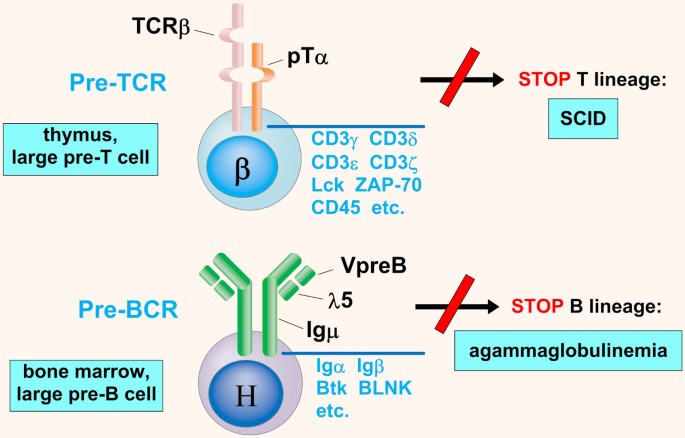 TCRβ
pTα
Pre-TCR
thymus,
large pre-T cell
β
CD3γ CD3δ
CD3ε CD3ζ
Lck ZAP-70
CD45 etc.
STOP T lineage:
SCID
VpreB
λ5
Igμ
Pre-BCR
bone marrow,
large pre-B cell
H
Igα Igβ
Btk BLNK
etc.
STOP B lineage:
agammaglobulinemia